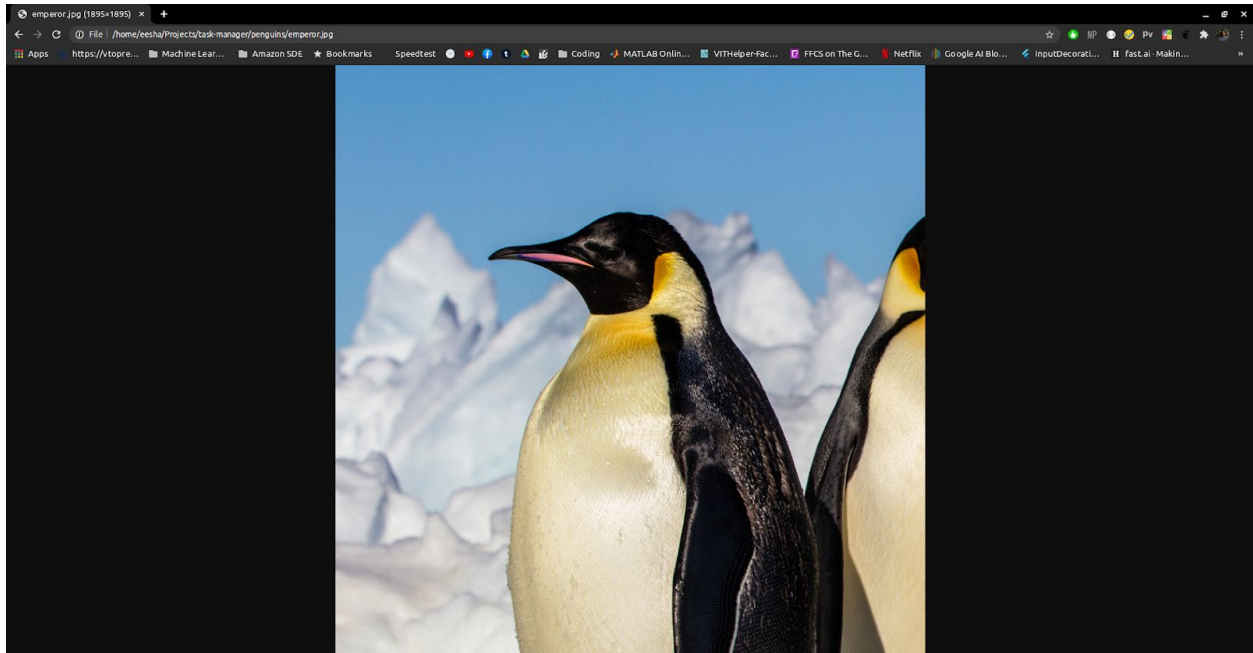 emperor.jpg (1895×1895)
File | /home/eesha/Projects/task-manager/penguins/emperor.jpg NP Pv
Apps https://vtopre... Machine Lear... Amazon SDE Bookmarks Speedtest Coding MATLAB Onlin... VITHelper-Fac... FFCS on The G... Netflix Google AI Blo... InputDecorati... H fast.ai · Makin... »